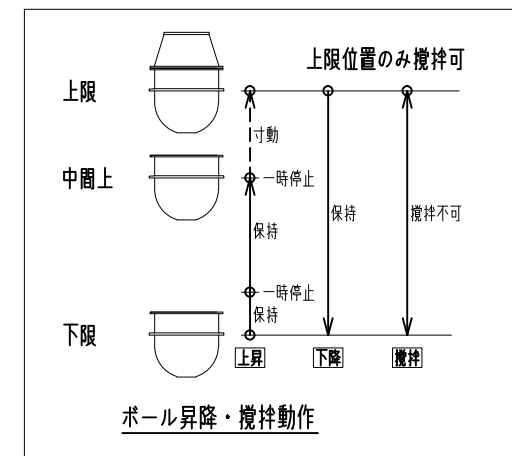 上限位置のみ撹拌可
上限
寸動
中間上
一時停止
保持
保持
撹拌不可
一時停止
保持
下限
上昇
下降
撹拌
ボール昇降・撹拌動作